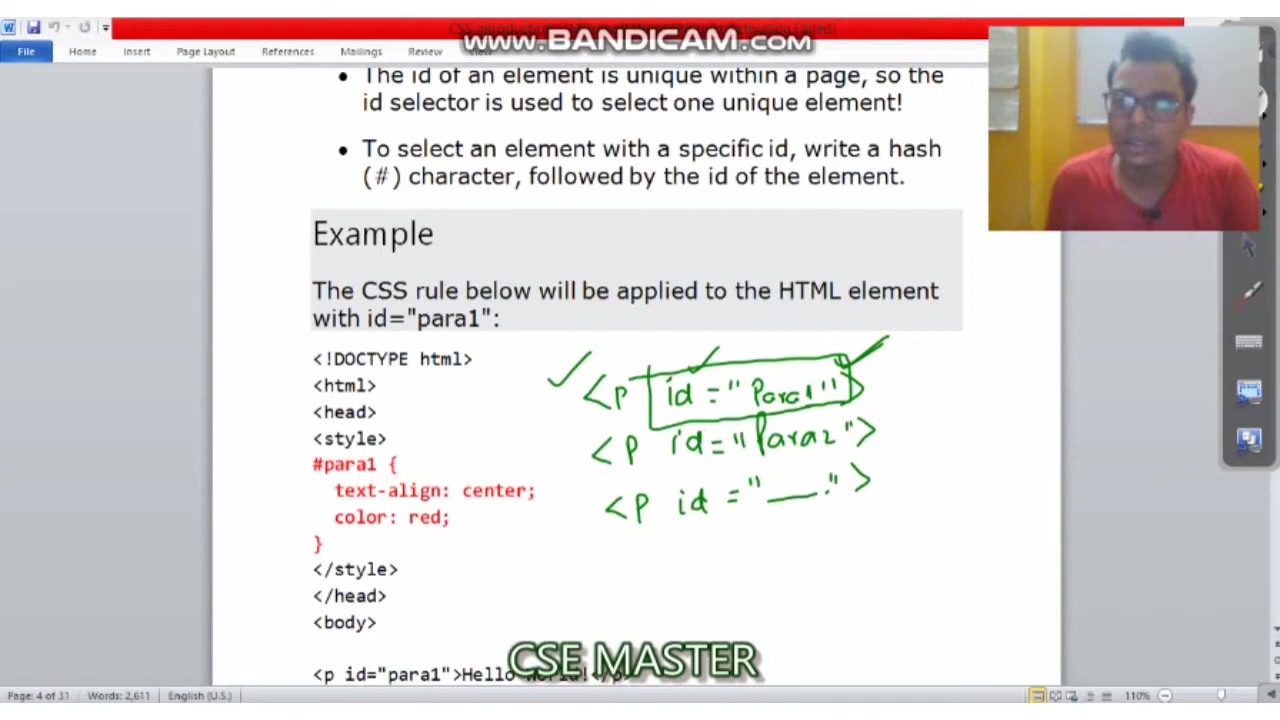 www.BANDICAM.com
File Home Insert Page Layout References Mailings Review
• The id of an element is unique within a page, so the
id selector is used to select one unique element!
• To select an element with a specific id, write a hash
(#) character, followed by the id of the element.
Example
The CSS rule below will be applied to the HTML element
with id="para1":
<!DOCTYPE html>
<html>
<head>
<style>
#para1 {
text-align: center;
color: red;
}
</style>
</head>
<body>
<p id="para1">Hello World!</p>
<p id="Para1">
<p id="Para2">
<p id="___.">
CSE MASTER
Page: 4 of 31 Words: 2,611 English (U.S.) 110%